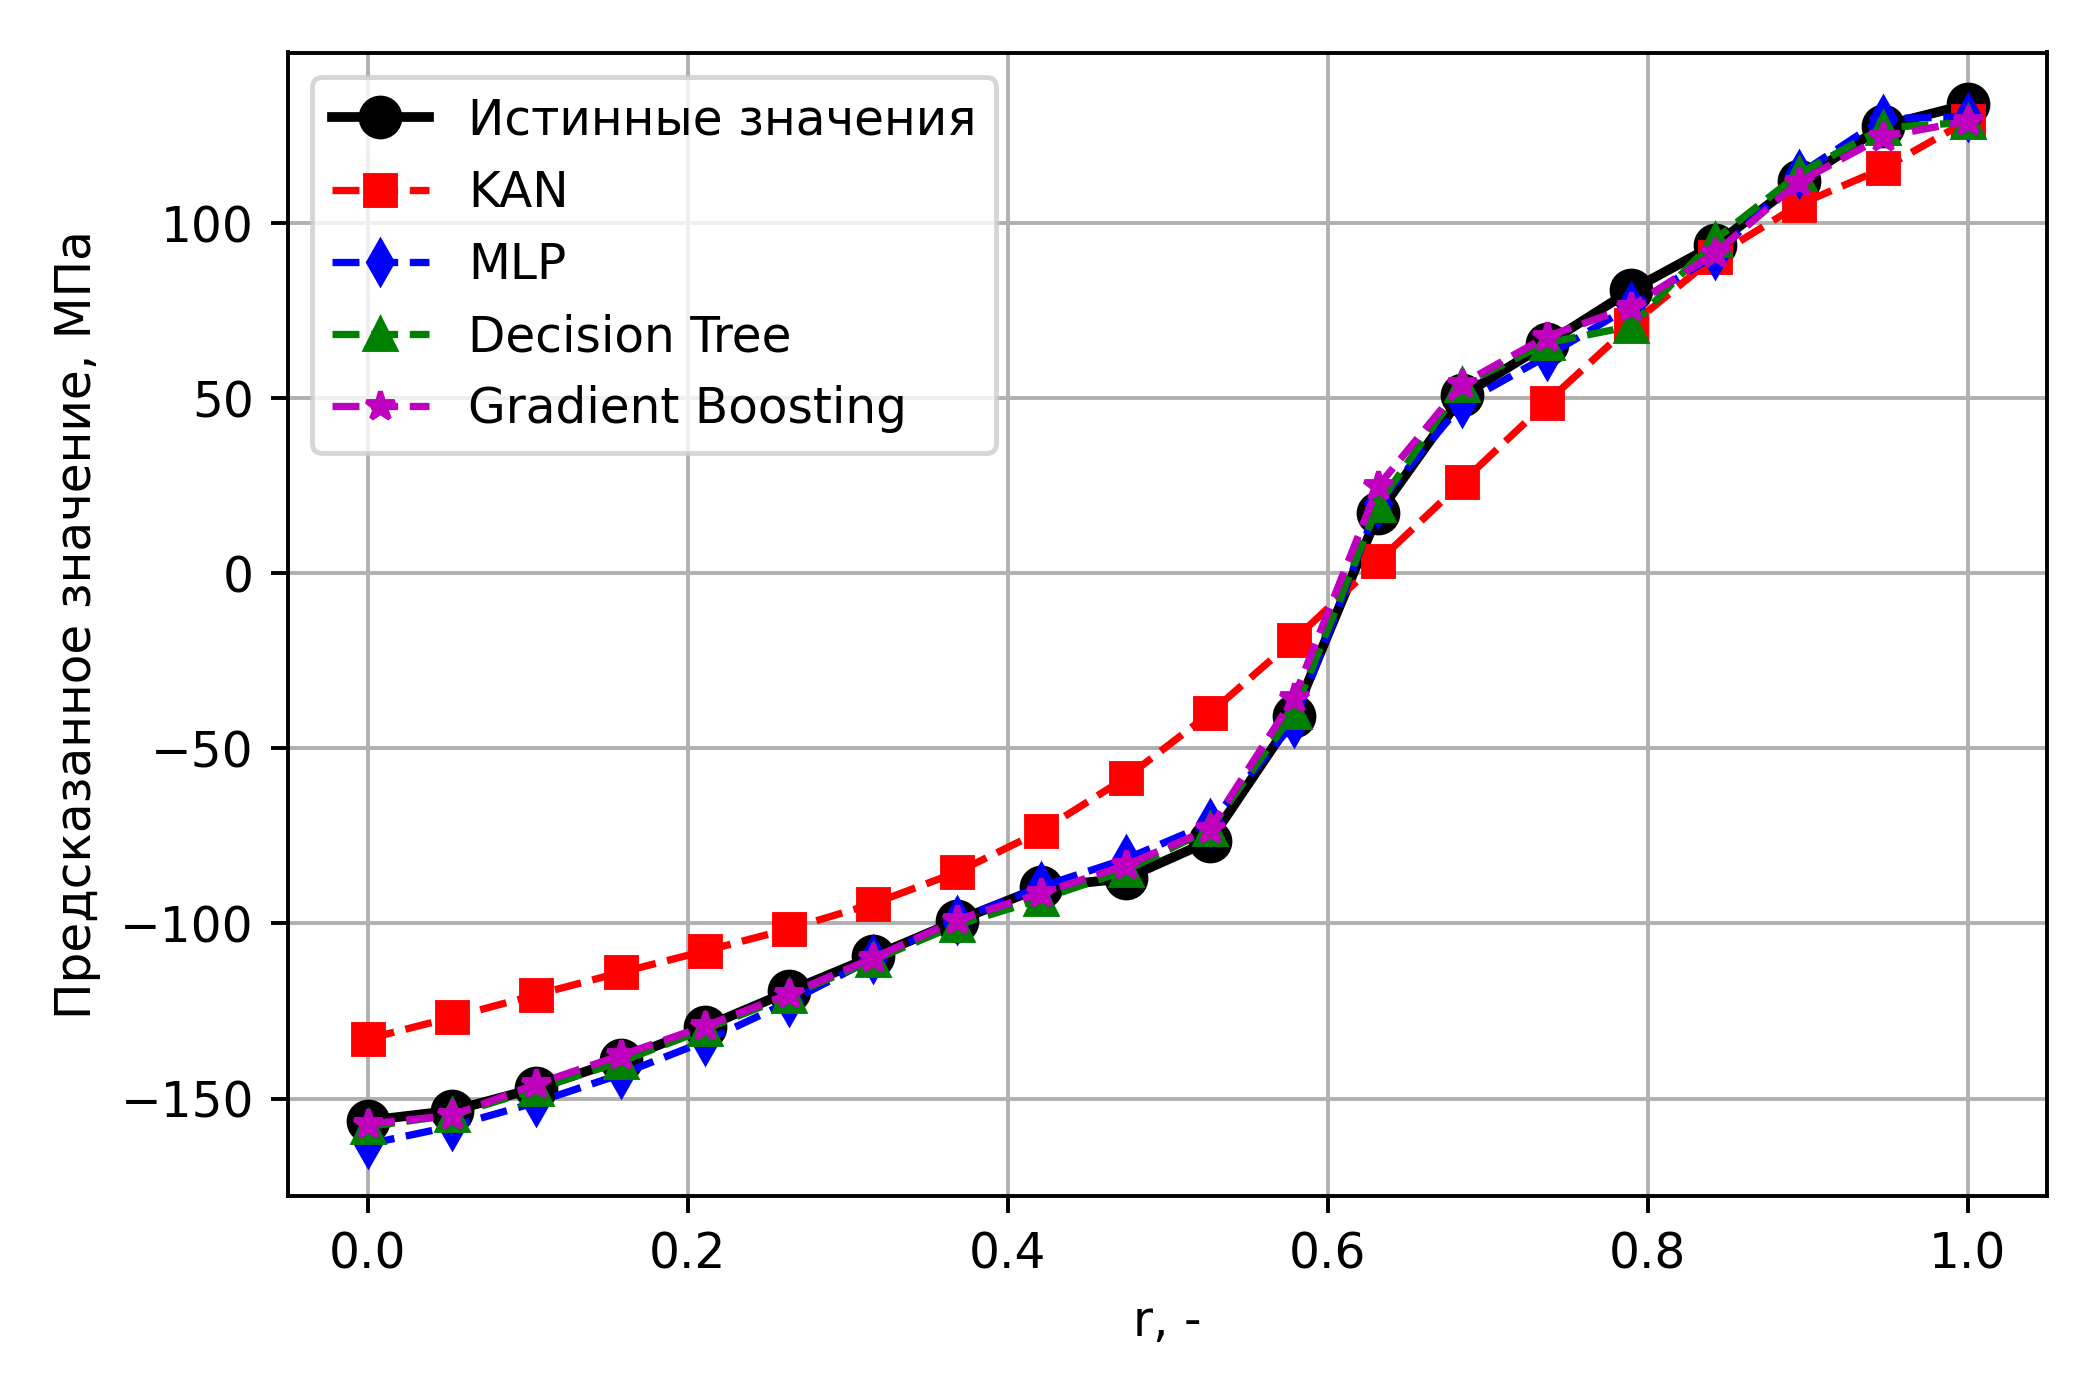 Истинные значения
KAN
MLP
Decision Tree
Gradient Boosting
Предсказанное значение, МПа
100
50
0
−50
−100
−150
0.0 0.2 0.4 0.6 0.8 1.0
r, -